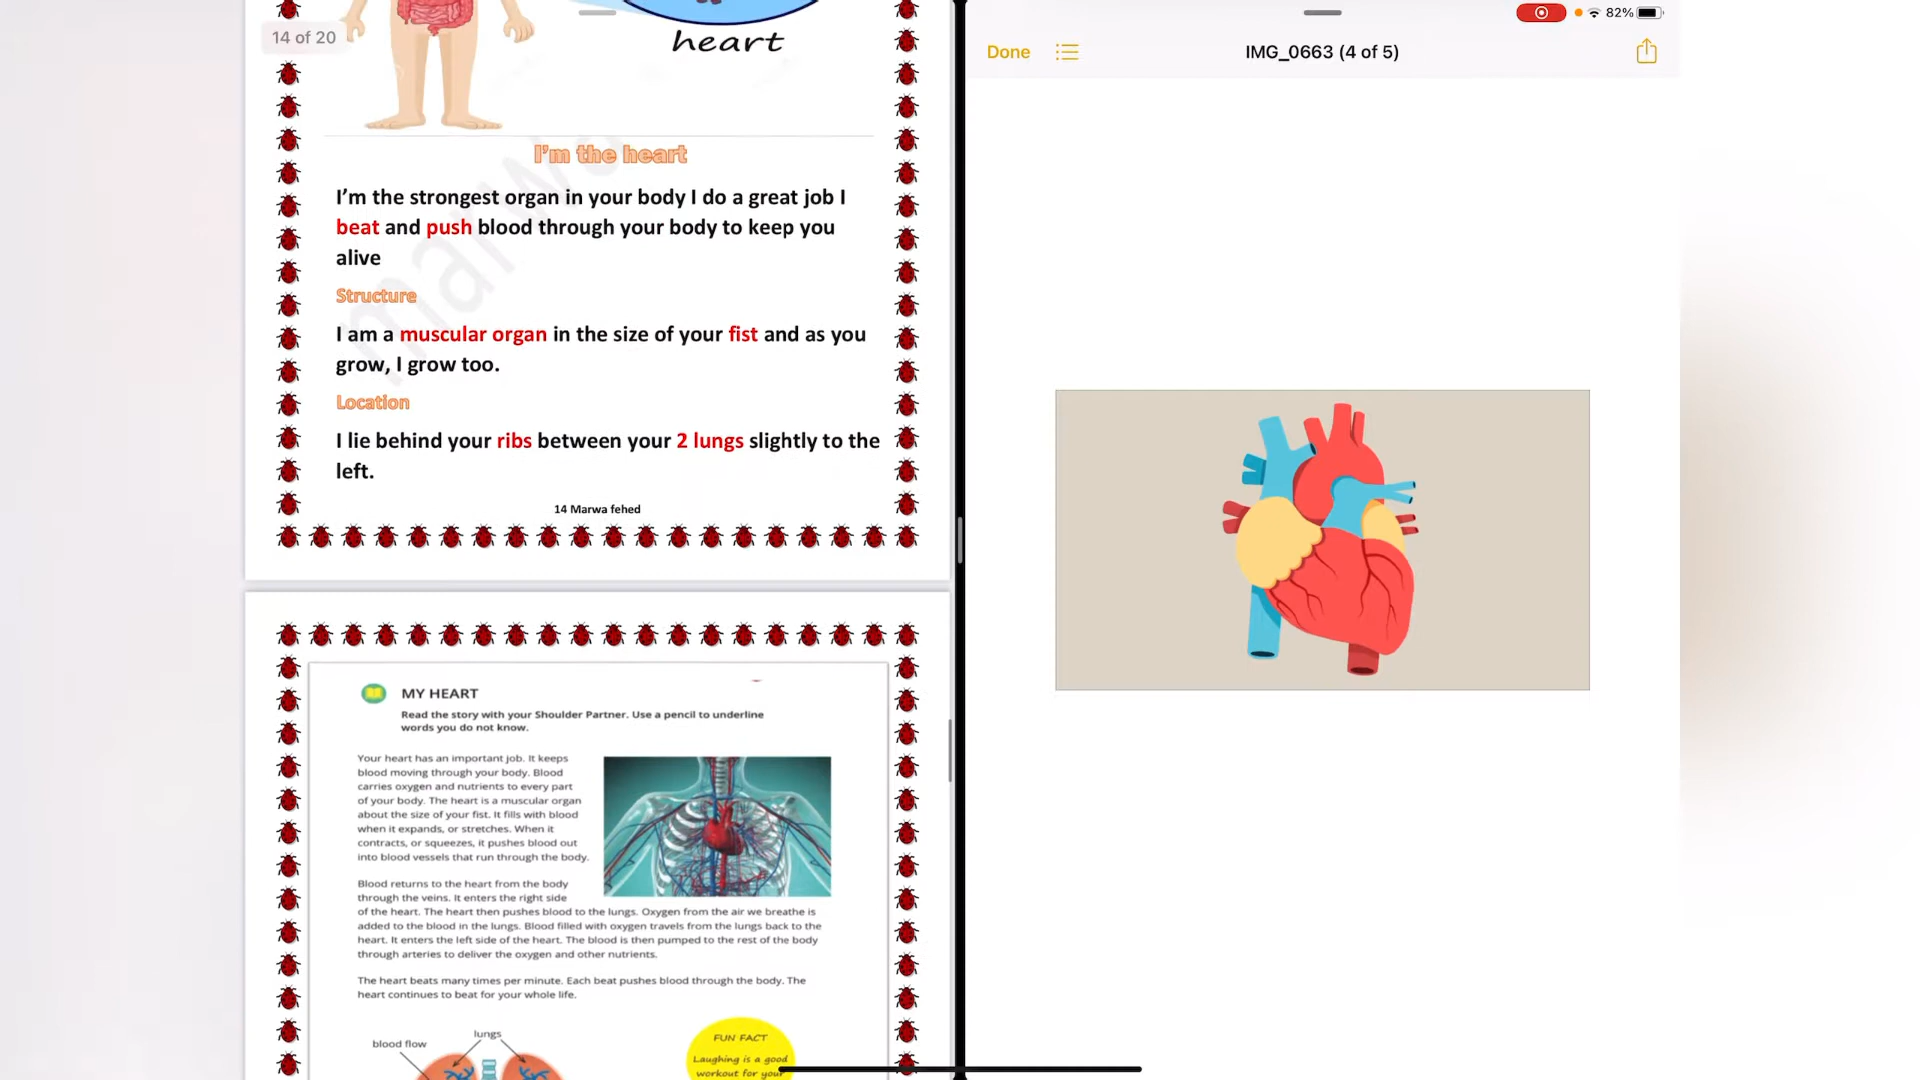 14 of 20
heart
I'm the heart
I'm the strongest organ in your body I do a great job I
beat and push blood through your body to keep you
alive
Structure
I am a muscular organ in the size of your fist and as you
grow, I grow too.
Location
I lie behind your ribs between your 2 lungs slightly to the
left.
14 Marwa fehed
MY HEART
Read the story with your Shoulder Partner. Use a pencil to underline
words you do not know.
Your heart has an important job. It keeps
blood moving through your body. Blood
carries oxygen and nutrients to every part
of your body. The heart is a muscular organ
about the size of your fist. It fills with blood
when it expands, or stretches. When it
contracts, or squeezes, it pushes blood out
into blood vessels that run through the body.
Blood returns to the heart from the body
through the veins. It enters the right side
of the heart. The heart then pushes blood to the lungs. Oxygen from the air we breathe is
added to the blood in the lungs. Blood filled with oxygen travels from the lungs back to the
heart. It enters the left side of the heart. The blood is then pumped to the rest of the body
through arteries to deliver the oxygen and other nutrients.
The heart beats many times per minute. Each beat pushes blood through the body. The
heart continues to beat for your whole life.
lungs
blood flow
FUN FACT
Laughing is a good
workout for your
82%
Done
IMG_0663 (4 of 5)